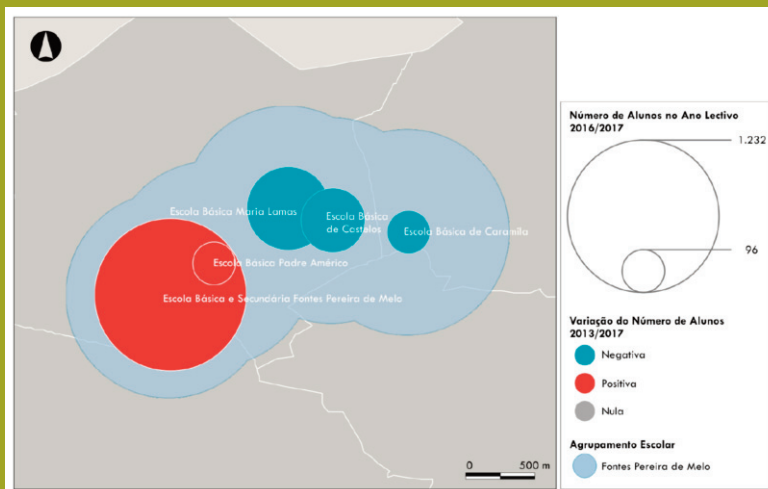 Escola Básica Maria Lamas
Escola Básica
de Castelos
Escola Básica de Caramila
Escola Básica Padre Américo
Escola Básica e Secundária Fontes Pereira de Melo
0
500 m
Número de Alunos no Ano Lectivo
2016/2017
1.232
96
Variação do Número de Alunos
2013/2017
Negativa
Positiva
Nula
Agrupamento Escolar
Fontes Pereira de Melo